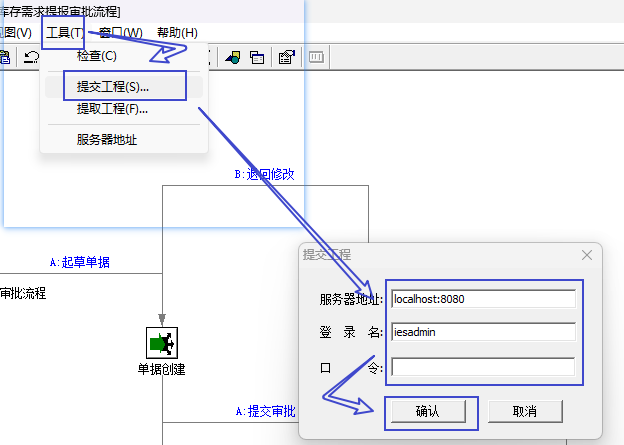 库存需求提报审批流程]
图(V) 工具(T) 窗口(W) 帮助(H)
检查(C)
提交工程(S)...
提取工程(F)...
服务器地址
B:退回修改
A:起草单据
审批流程
单据创建
A:提交审批
提交工程
服务器地址: localhost:8080
登 录 名: iesadmin
口 令:
确认 取消